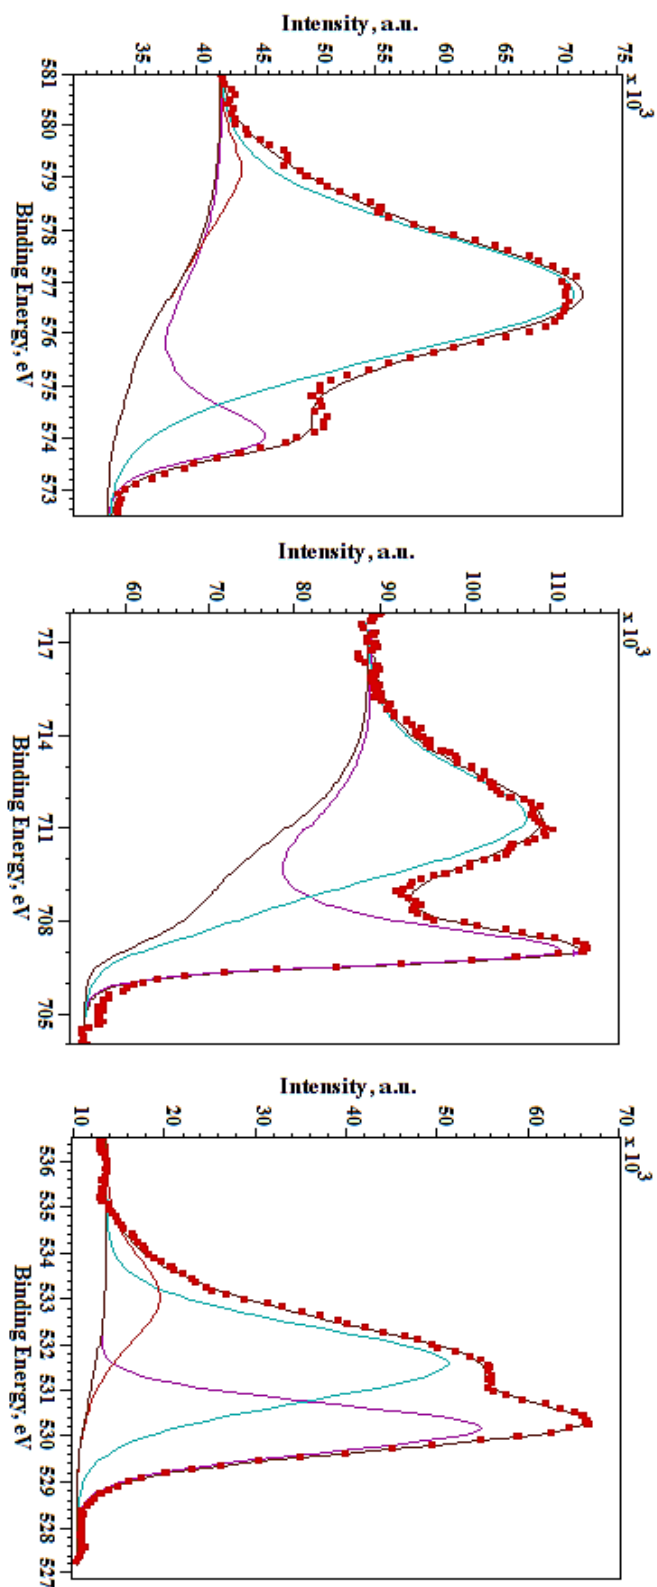 Intensity, a.u.
x 10³
35 40 45 50 55 60 65 70 75
581 580 579 578 577 576 575 574 573
Binding Energy, eV
Intensity, a.u.
x 10³
60 70 80 90 100 110
717 714 711 708 705
Binding Energy, eV
Intensity, a.u.
x 10³
10 20 30 40 50 60 70
536 535 534 533 532 531 530 529 528 527
Binding Energy, eV